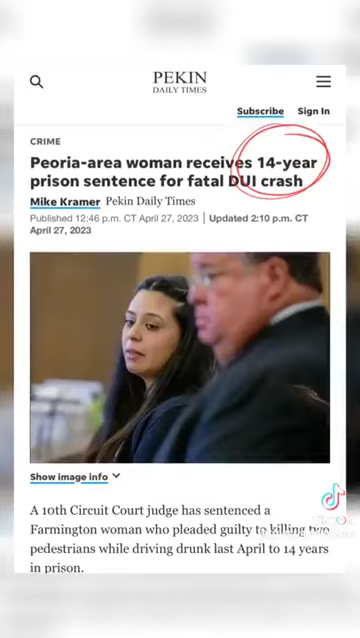 PEKIN
DAILY TIMES
Subscribe Sign In
CRIME
Peoria-area woman receives 14-year
prison sentence for fatal DUI crash
Mike Kramer Pekin Daily Times
Published 12:46 p.m. CT April 27, 2023 | Updated 2:10 p.m. CT
April 27, 2023
Show image info
A 10th Circuit Court judge has sentenced a
Farmington woman who pleaded guilty to killing two
pedestrians while driving drunk last April to 14 years
in prison.